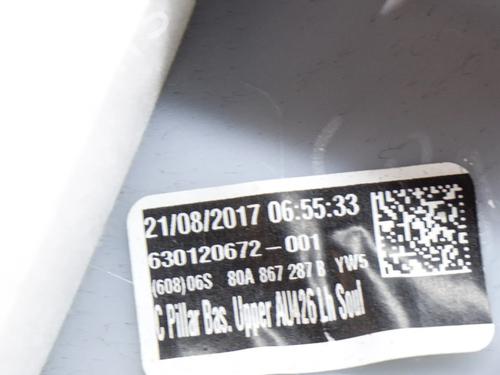 21/08/2017 06:55:33
630120672-001
(608)06S 80A 867 287 B YW5
C Pillar Bas. Upper AU426 Lh Soul